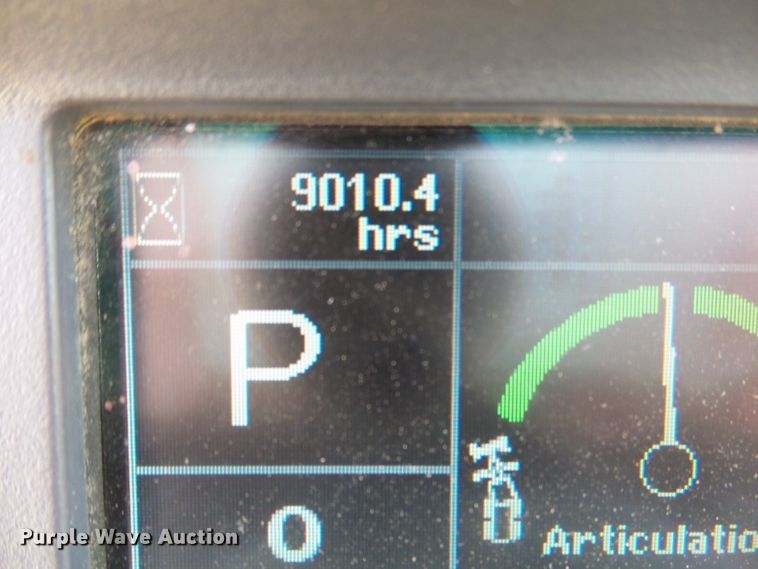 9010.4
hrs
P
0
Articulatio
Purple Wave Auction